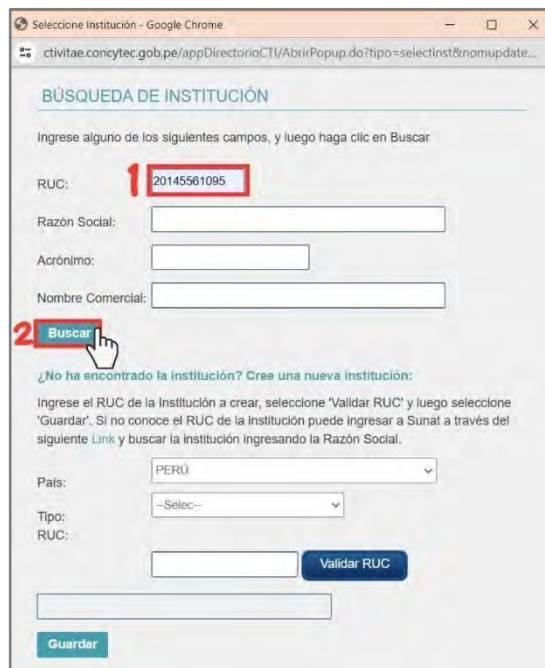 Seleccione Institución - Google Chrome
ctivitae.concytec.gob.pe/appDirectorioCTI/AbrirPopup.do?tipo=selectinst&nomupdate...
BÚSQUEDA DE INSTITUCIÓN
Ingrese alguno de los siguientes campos, y luego haga clic en Buscar
RUC: 1 20145561095
Razón Social:
Acrónimo:
Nombre Comercial:
2 Buscar
¿No ha encontrado la institución? Cree una nueva institución:
Ingrese el RUC de la Institución a crear, seleccione 'Validar RUC' y luego seleccione
'Guardar'. Si no conoce el RUC de la institución puede ingresar a Sunat a través del
siguiente Link y buscar la institución ingresando la Razón Social.
País: PERÚ
Tipo: --Selec--
RUC:
Validar RUC
Guardar